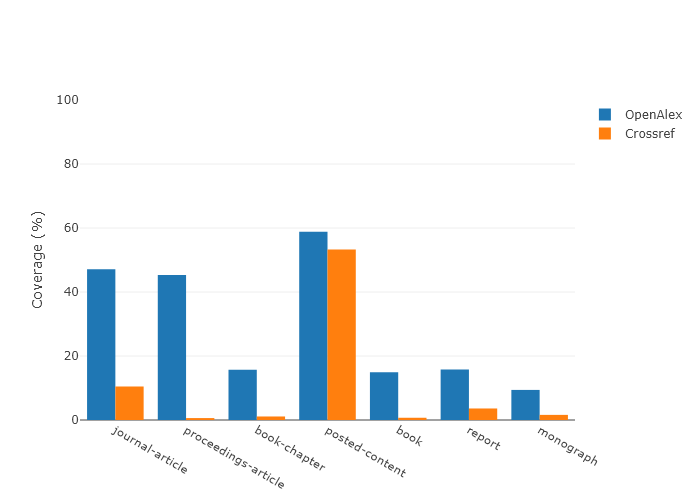 100
80
60
40
20
0
Coverage (%)
journal-article
proceedings-article
book-chapter
posted-content
book
report
monograph
OpenAlex
Crossref